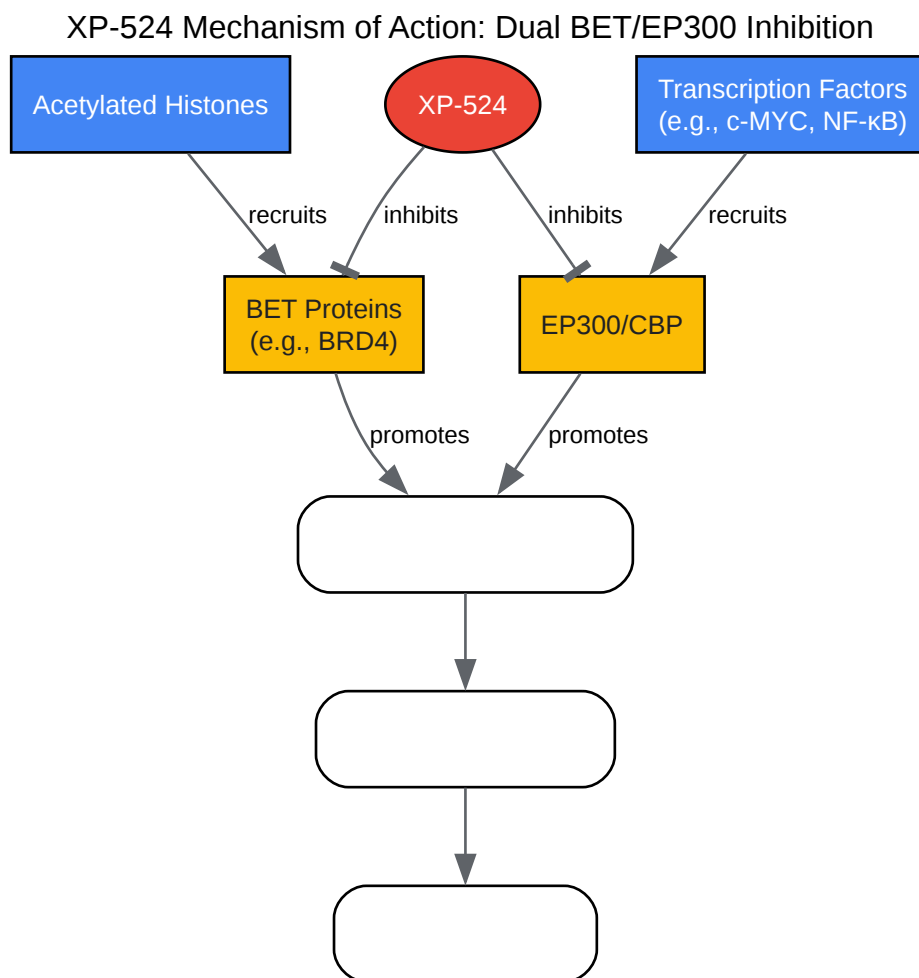 XP-524 Mechanism of Action: Dual BET/EP300 Inhibition
Acetylated Histones
XP-524
Transcription Factors
(e.g., c-MYC, NF-κB)
recruits
inhibits
inhibits
recruits
BET Proteins
(e.g., BRD4)
EP300/CBP
promotes
promotes